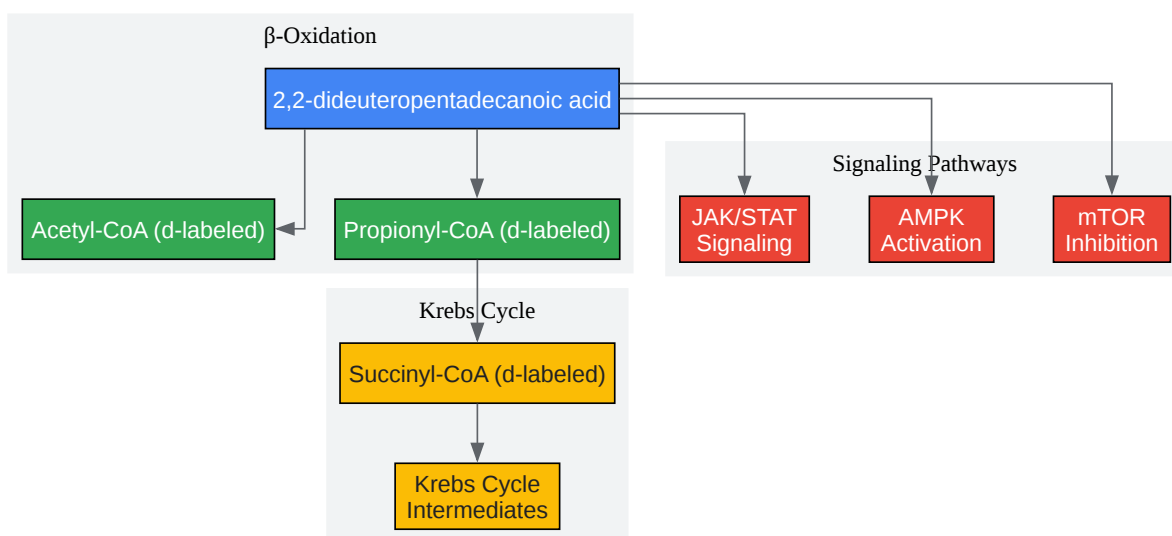 β-Oxidation
2,2-dideuteropentadecanoic acid
Signaling Pathways
Acetyl-CoA (d-labeled)
Propionyl-CoA (d-labeled)
JAK/STAT
Signaling
AMPK
Activation
mTOR
Inhibition
Krebs Cycle
Succinyl-CoA (d-labeled)
Krebs Cycle
Intermediates